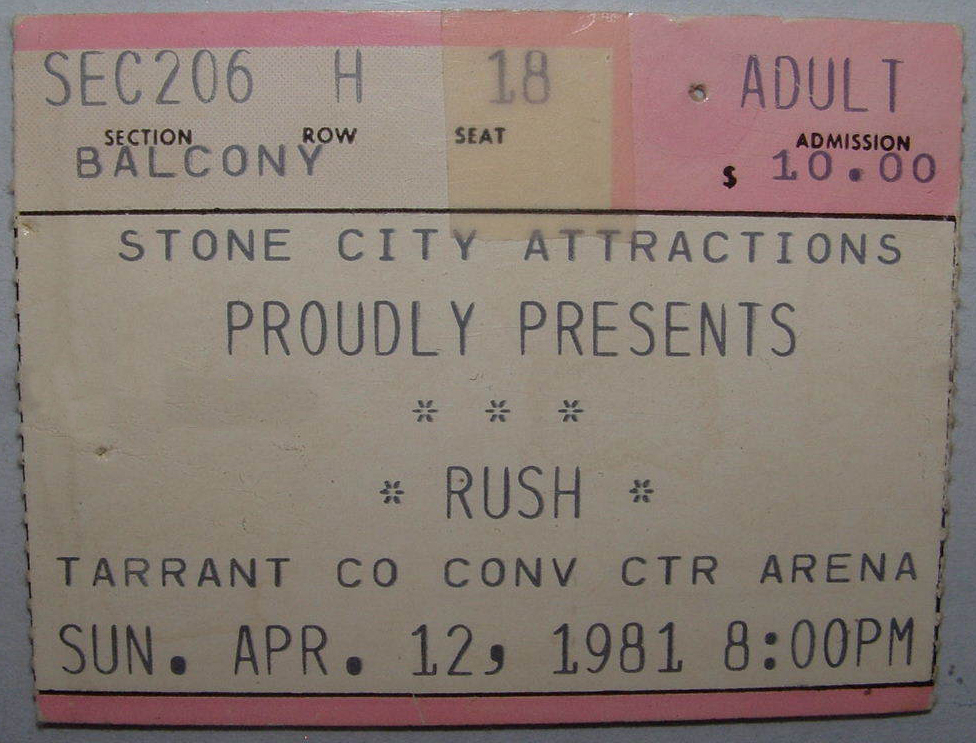 SEC206 H 18 ADULT
SECTION ROW SEAT ADMISSION
BALCONY $ 10.00
STONE CITY ATTRACTIONS
PROUDLY PRESENTS
* * *
* RUSH *
TARRANT CO CONV CTR ARENA
SUN. APR. 12, 1981 8:00PM